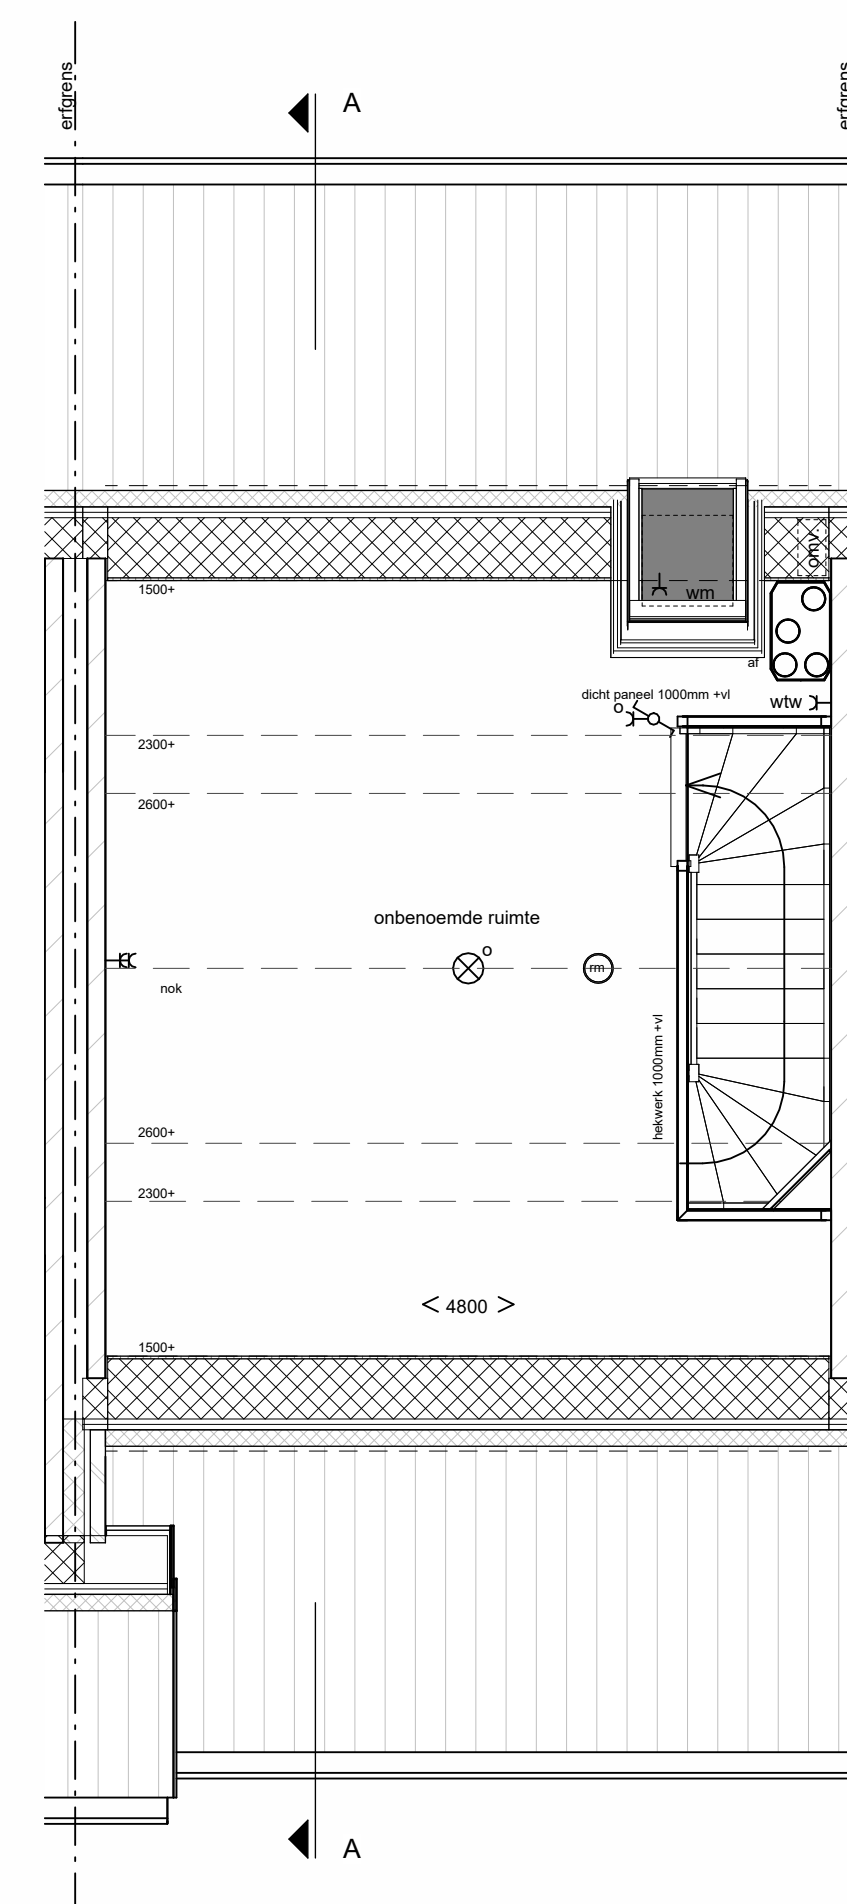 erfgrens
erfgrens
A
omv.
1500+
wm
af
dicht paneel 1000mm +vl
o
wtw
2300+
2600+
onbenoemde ruimte
o
rm
nok
hekwerk 1000mm +vl
2600+
2300+
< 4800 >
1500+
A